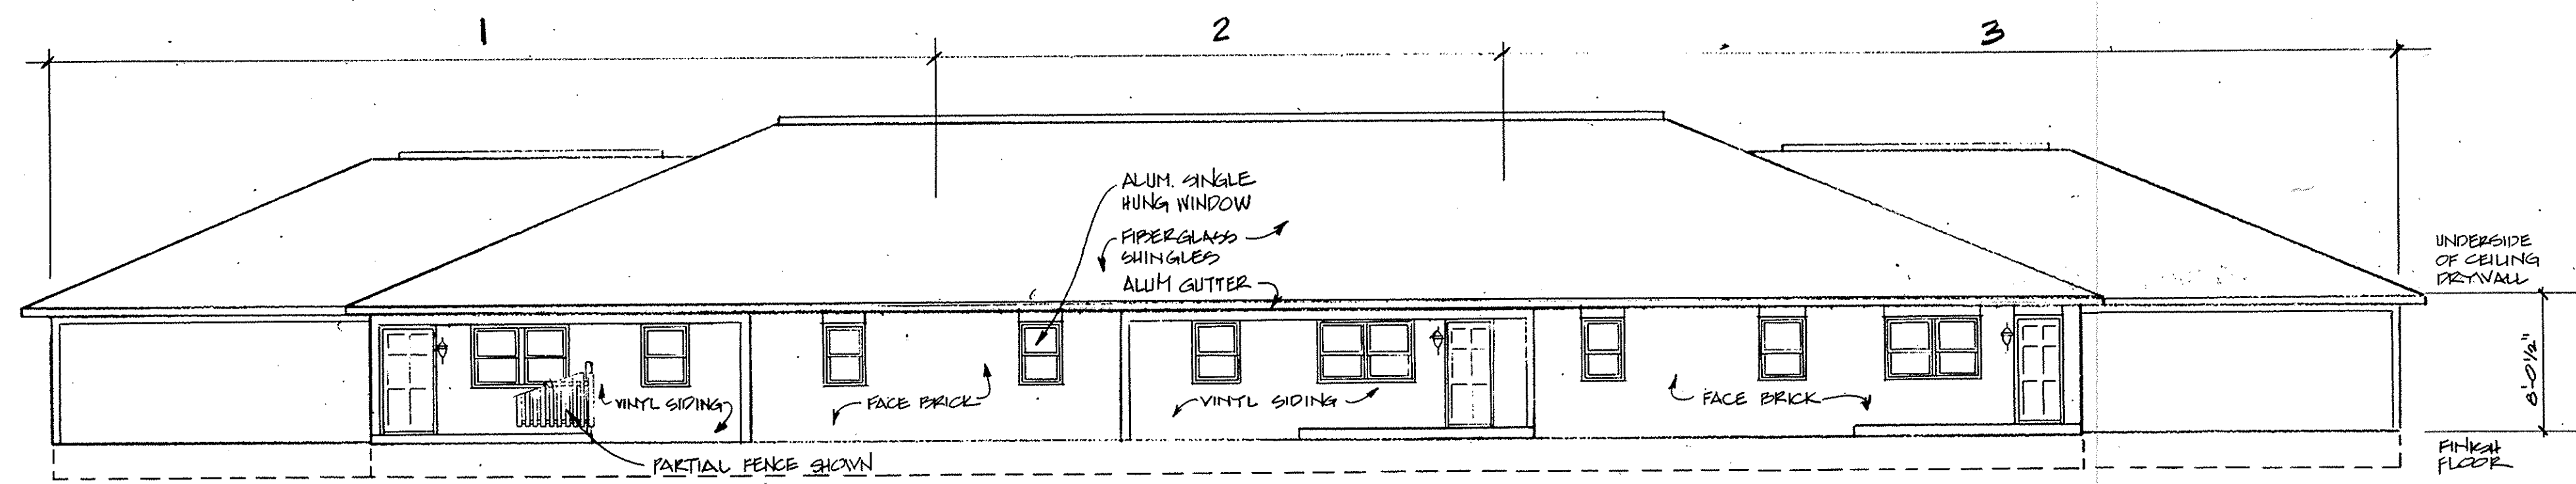 1
2
3
ALUM. SINGLE
HUNG WINDOW
FIBERGLASS
SHINGLES
ALUM GUTTER
UNDERSIDE
OF CEILING
DRYWALL
VINYL SIDING
FACE BRICK
VINYL SIDING
FACE BRICK
8'-0 1/2"
PARTIAL FENCE SHOWN
FINISH
FLOOR